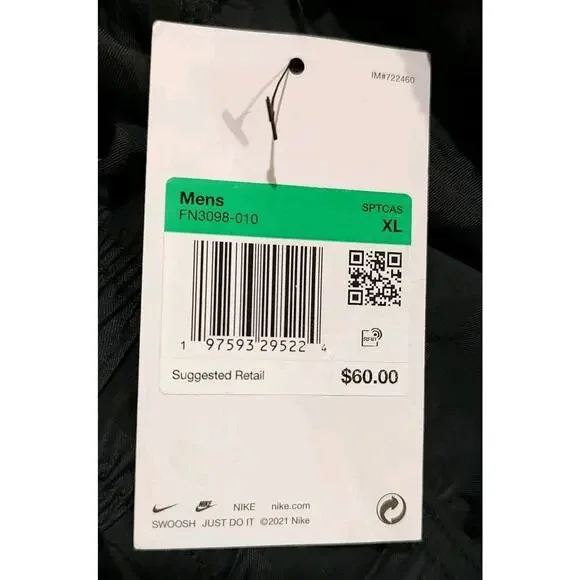 IM#722460
Mens
FN3098-010
SPTCAS
XL
1 97593 29522 4
RFID
Suggested Retail $60.00
NIKE nike.com
SWOOSH JUST DO IT ©2021 Nike